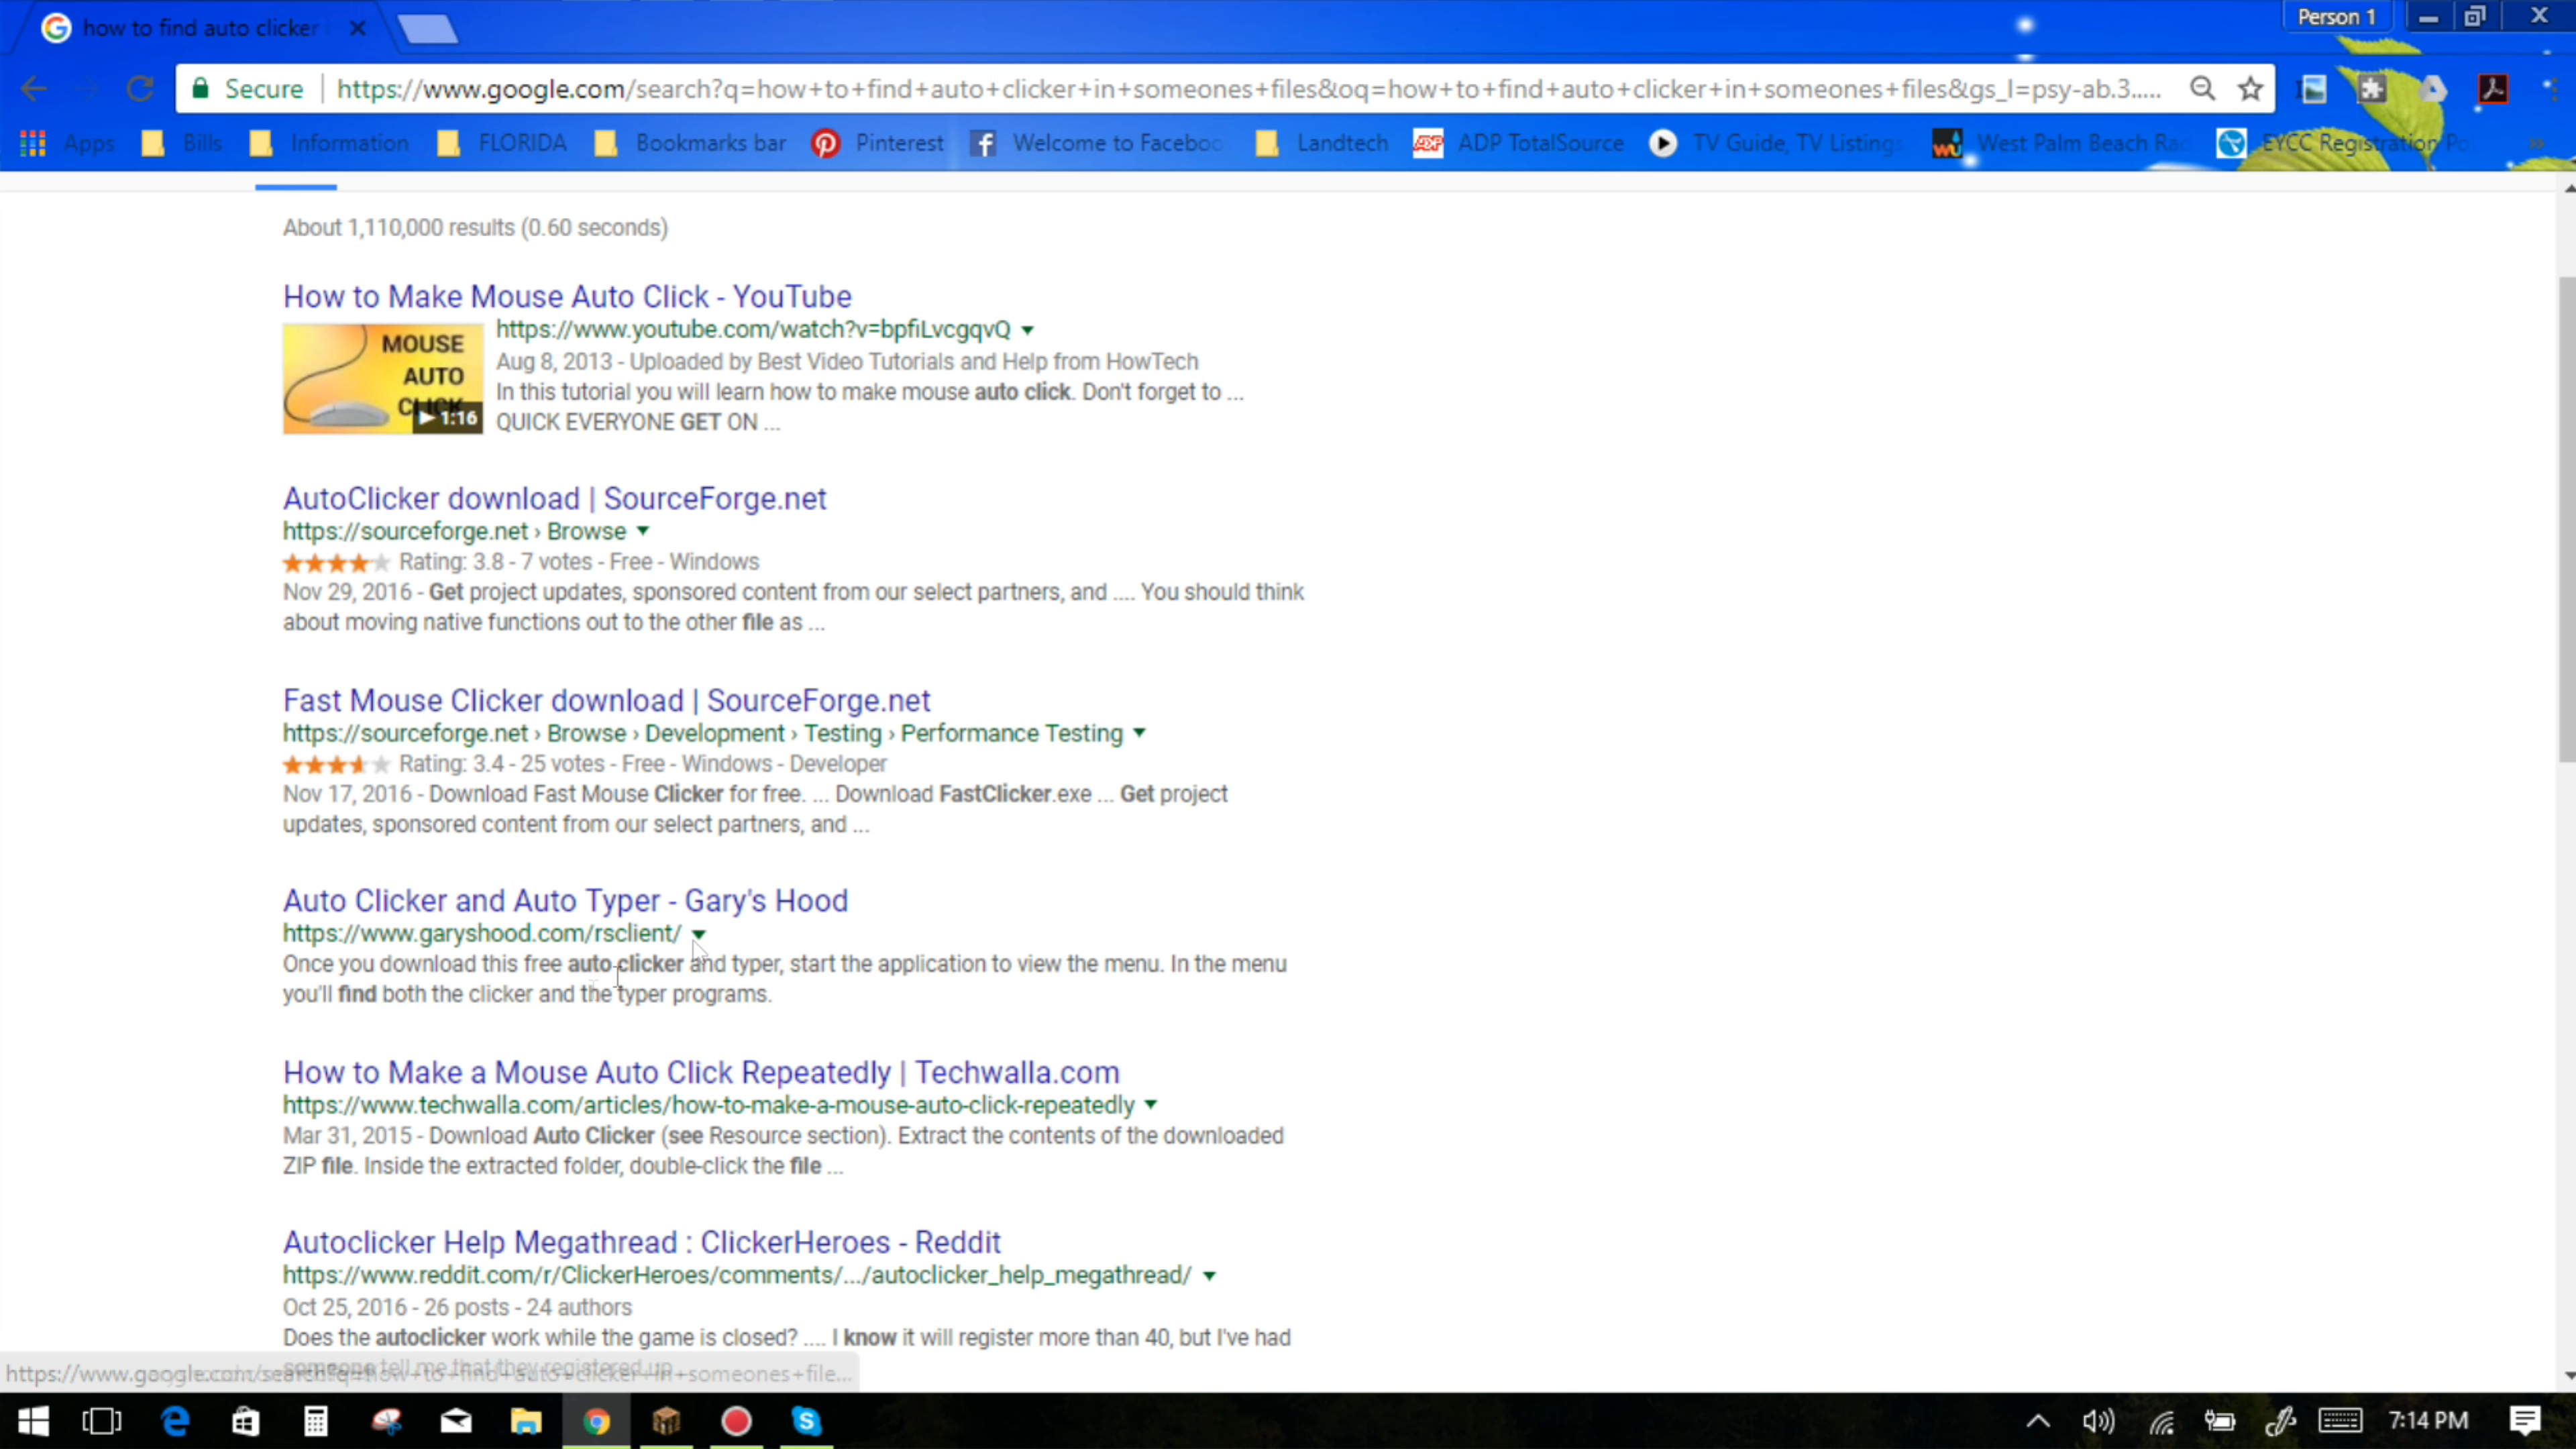 how to find auto clicker
Person 1
Secure
https://www.google.com/search?q=how+to+find+auto+clicker+in+someones+files&oq=how+to+find+auto+clicker+in+someones+files&gs_l=psy-ab.3.....
Apps
Bills
Information
FLORIDA
Bookmarks bar
Pinterest
Welcome to Faceboo
Landtech
ADP TotalSource
TV Guide, TV Listing
West Palm Beach Ra
EYCC Registration
About 1,110,000 results (0.60 seconds)
How to Make Mouse Auto Click - YouTube
MOUSE
AUTO
CLICK
1:16
https://www.youtube.com/watch?v=bpfiLvcgqvQ
Aug 8, 2013 - Uploaded by Best Video Tutorials and Help from HowTech
In this tutorial you will learn how to make mouse auto click. Don't forget to ...
QUICK EVERYONE GET ON ...
AutoClicker download | SourceForge.net
https://sourceforge.net › Browse
Rating: 3.8 - 7 votes - Free - Windows
Nov 29, 2016 - Get project updates, sponsored content from our select partners, and .... You should think
about moving native functions out to the other file as ...
Fast Mouse Clicker download | SourceForge.net
https://sourceforge.net › Browse › Development › Testing › Performance Testing
Rating: 3.4 - 25 votes - Free - Windows - Developer
Nov 17, 2016 - Download Fast Mouse Clicker for free. ... Download FastClicker.exe ... Get project
updates, sponsored content from our select partners, and ...
Auto Clicker and Auto Typer - Gary's Hood
https://www.garyshood.com/rsclient/
Once you download this free auto clicker and typer, start the application to view the menu. In the menu
you'll find both the clicker and the typer programs.
How to Make a Mouse Auto Click Repeatedly | Techwalla.com
https://www.techwalla.com/articles/how-to-make-a-mouse-auto-click-repeatedly
Mar 31, 2015 - Download Auto Clicker (see Resource section). Extract the contents of the downloaded
ZIP file. Inside the extracted folder, double-click the file ...
Autoclicker Help Megathread : ClickerHeroes - Reddit
https://www.reddit.com/r/ClickerHeroes/comments/.../autoclicker_help_megathread/
Oct 25, 2016 - 26 posts - 24 authors
Does the autoclicker work while the game is closed? .... I know it will register more than 40, but I've had
someone tell me that they registered up
https://www.google.com/search?q=how+to+find+auto+clicker+in+someones+file...
7:14 PM